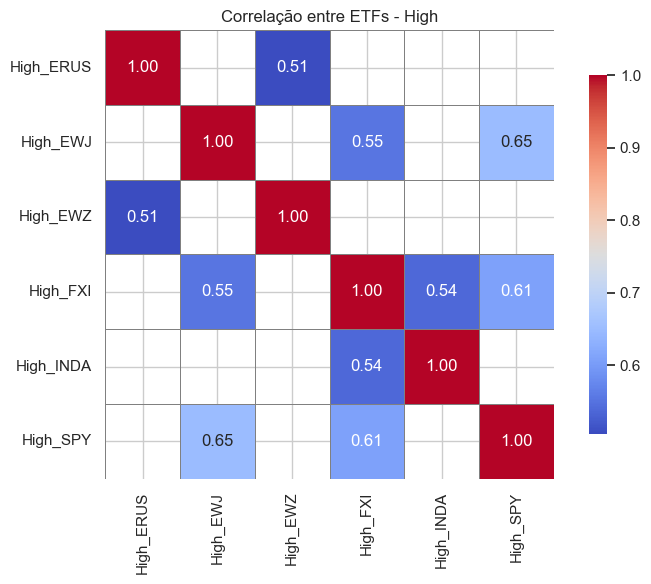 Correlação entre ETFs - High
High_ERUS 1.00 0.51
High_EWJ 1.00 0.55 0.65
High_EWZ 0.51 1.00
High_FXI 0.55 1.00 0.54 0.61
High_INDA 0.54 1.00
High_SPY 0.65 0.61 1.00
High_ERUS High_EWJ High_EWZ High_FXI High_INDA High_SPY
1.0
0.9
0.8
0.7
0.6